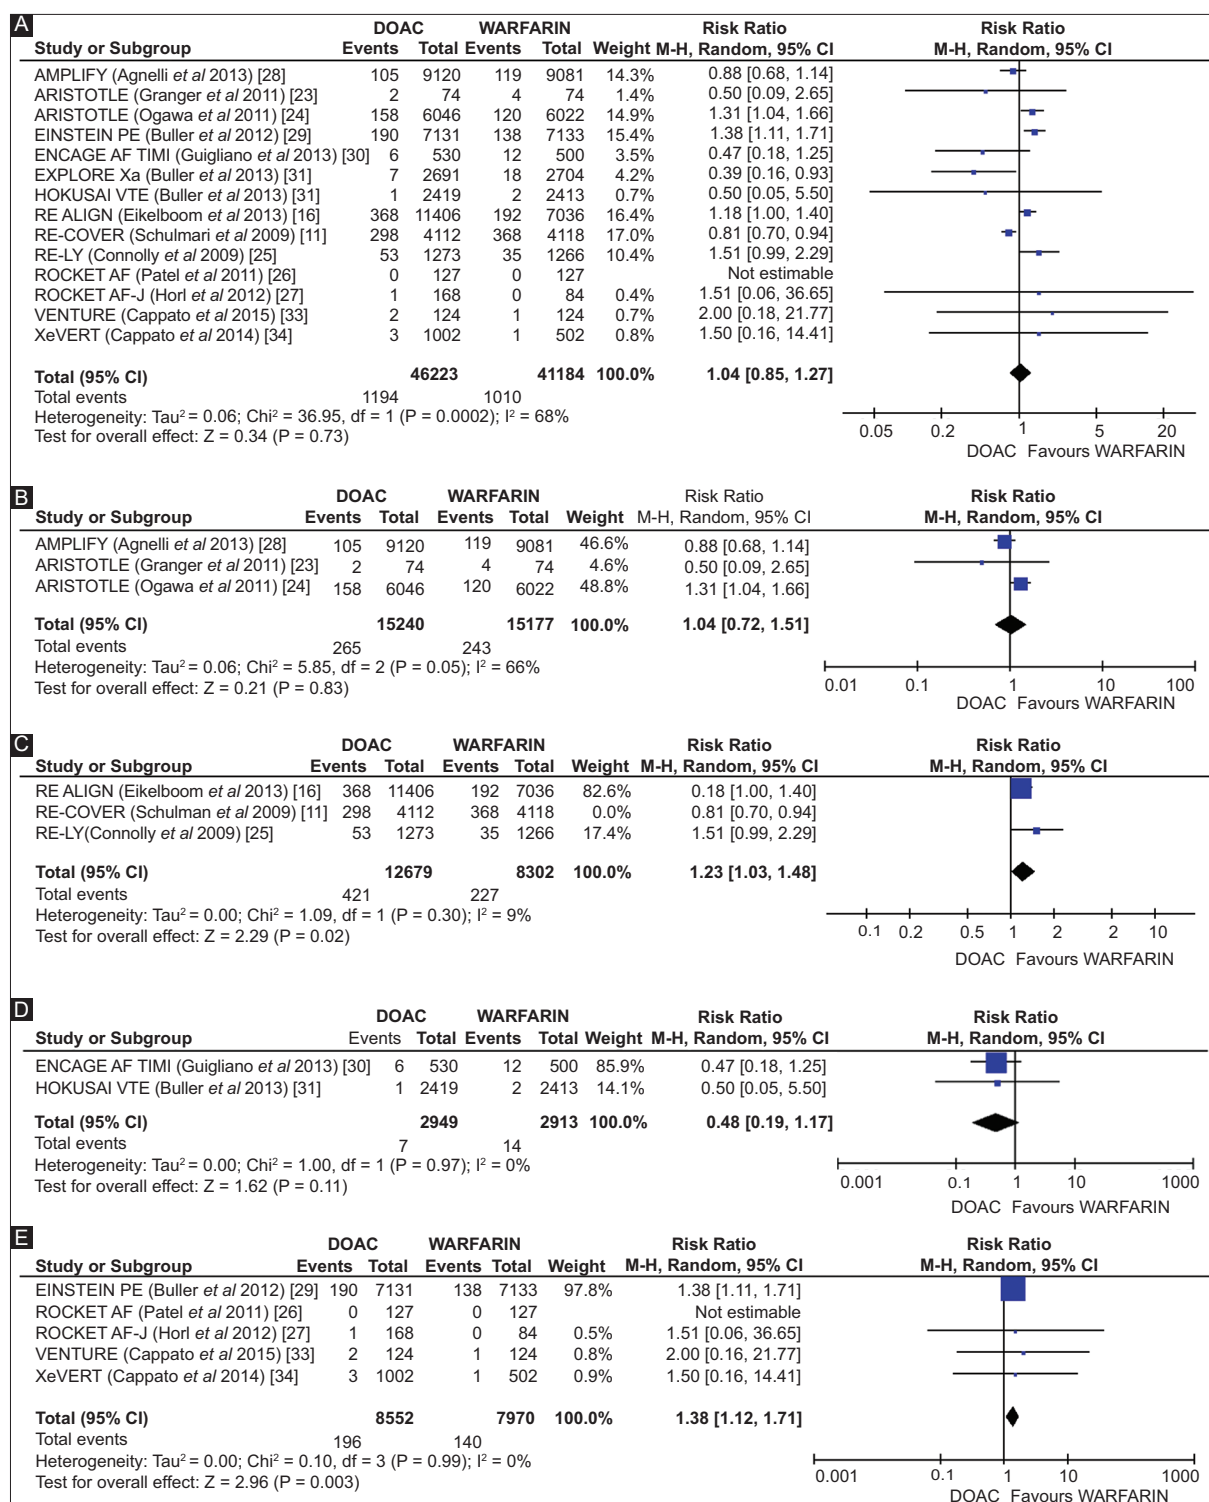 A
DOAC WARFARIN Risk Ratio Risk Ratio
Study or Subgroup Events Total Events Total Weight M-H, Random, 95% CI M-H, Random, 95% CI
AMPLIFY (Agnelli et al 2013) [28] 105 9120 119 9081 14.3% 0.88 [0.68, 1.14]
ARISTOTLE (Granger et al 2011) [23] 2 74 4 74 1.4% 0.50 [0.09, 2.65]
ARISTOTLE (Ogawa et al 2011) [24] 158 6046 120 6022 14.9% 1.31 [1.04, 1.66]
EINSTEIN PE (Buller et al 2012) [29] 190 7131 138 7133 15.4% 1.38 [1.11, 1.71]
ENCAGE AF TIMI (Guigliano et al 2013) [30] 6 530 12 500 3.5% 0.47 [0.18, 1.25]
EXPLORE Xa (Buller et al 2013) [31] 7 2691 18 2704 4.2% 0.39 [0.16, 0.93]
HOKUSAI VTE (Buller et al 2013) [31] 1 2419 2 2413 0.7% 0.50 [0.05, 5.50]
RE ALIGN (Eikelboom et al 2013) [16] 368 11406 192 7036 16.4% 1.18 [1.00, 1.40]
RE-COVER (Schulmari et al 2009) [11] 298 4112 368 4118 17.0% 0.81 [0.70, 0.94]
RE-LY (Connolly et al 2009) [25] 53 1273 35 1266 10.4% 1.51 [0.99, 2.29]
ROCKET AF (Patel et al 2011) [26] 0 127 0 127 Not estimable
ROCKET AF-J (Horl et al 2012) [27] 1 168 0 84 0.4% 1.51 [0.06, 36.65]
VENTURE (Cappato et al 2015) [33] 2 124 1 124 0.7% 2.00 [0.18, 21.77]
XeVERT (Cappato et al 2014) [34] 3 1002 1 502 0.8% 1.50 [0.16, 14.41]
Total (95% CI) 46223 41184 100.0% 1.04 [0.85, 1.27]
Total events 1194 1010
Heterogeneity: Tau² = 0.06; Chi² = 36.95, df = 1 (P = 0.0002); I² = 68%
Test for overall effect: Z = 0.34 (P = 0.73)
0.05 0.2 1 5 20
DOAC Favours WARFARIN
B
DOAC WARFARIN Risk Ratio Risk Ratio
Study or Subgroup Events Total Events Total Weight M-H, Random, 95% CI M-H, Random, 95% CI
AMPLIFY (Agnelli et al 2013) [28] 105 9120 119 9081 46.6% 0.88 [0.68, 1.14]
ARISTOTLE (Granger et al 2011) [23] 2 74 4 74 4.6% 0.50 [0.09, 2.65]
ARISTOTLE (Ogawa et al 2011) [24] 158 6046 120 6022 48.8% 1.31 [1.04, 1.66]
Total (95% CI) 15240 15177 100.0% 1.04 [0.72, 1.51]
Total events 265 243
Heterogeneity: Tau² = 0.06; Chi² = 5.85, df = 2 (P = 0.05); I² = 66%
Test for overall effect: Z = 0.21 (P = 0.83)
0.01 0.1 1 10 100
DOAC Favours WARFARIN
C
DOAC WARFARIN Risk Ratio Risk Ratio
Study or Subgroup Events Total Events Total Weight M-H, Random, 95% CI M-H, Random, 95% CI
RE ALIGN (Eikelboom et al 2013) [16] 368 11406 192 7036 82.6% 0.18 [1.00, 1.40]
RE-COVER (Schulman et al 2009) [11] 298 4112 368 4118 0.0% 0.81 [0.70, 0.94]
RE-LY(Connolly et al 2009) [25] 53 1273 35 1266 17.4% 1.51 [0.99, 2.29]
Total (95% CI) 12679 8302 100.0% 1.23 [1.03, 1.48]
Total events 421 227
Heterogeneity: Tau² = 0.00; Chi² = 1.09, df = 1 (P = 0.30); I² = 9%
Test for overall effect: Z = 2.29 (P = 0.02)
0.1 0.2 0.5 1 2 2 10
DOAC Favours WARFARIN
D
DOAC WARFARIN Risk Ratio Risk Ratio
Study or Subgroup Events Total Events Total Weight M-H, Random, 95% CI M-H, Random, 95% CI
ENCAGE AF TIMI (Guigliano et al 2013) [30] 6 530 12 500 85.9% 0.47 [0.18, 1.25]
HOKUSAI VTE (Buller et al 2013) [31] 1 2419 2 2413 14.1% 0.50 [0.05, 5.50]
Total (95% CI) 2949 2913 100.0% 0.48 [0.19, 1.17]
Total events 7 14
Heterogeneity: Tau² = 0.00; Chi² = 1.00, df = 1 (P = 0.97); I² = 0%
Test for overall effect: Z = 1.62 (P = 0.11)
0.001 0.1 1 10 1000
DOAC Favours WARFARIN
E
DOAC WARFARIN Risk Ratio Risk Ratio
Study or Subgroup Events Total Events Total Weight M-H, Random, 95% CI M-H, Random, 95% CI
EINSTEIN PE (Buller et al 2012) [29] 190 7131 138 7133 97.8% 1.38 [1.11, 1.71]
ROCKET AF (Patel et al 2011) [26] 0 127 0 127 Not estimable
ROCKET AF-J (Horl et al 2012) [27] 1 168 0 84 0.5% 1.51 [0.06, 36.65]
VENTURE (Cappato et al 2015) [33] 2 124 1 124 0.8% 2.00 [0.16, 21.77]
XeVERT (Cappato et al 2014) [34] 3 1002 1 502 0.9% 1.50 [0.16, 14.41]
Total (95% CI) 8552 7970 100.0% 1.38 [1.12, 1.71]
Total events 196 140
Heterogeneity: Tau² = 0.00; Chi² = 0.10, df = 3 (P = 0.99); I² = 0%
Test for overall effect: Z = 2.96 (P = 0.003)
0.001 0.1 1 10 1000
DOAC Favours WARFARIN